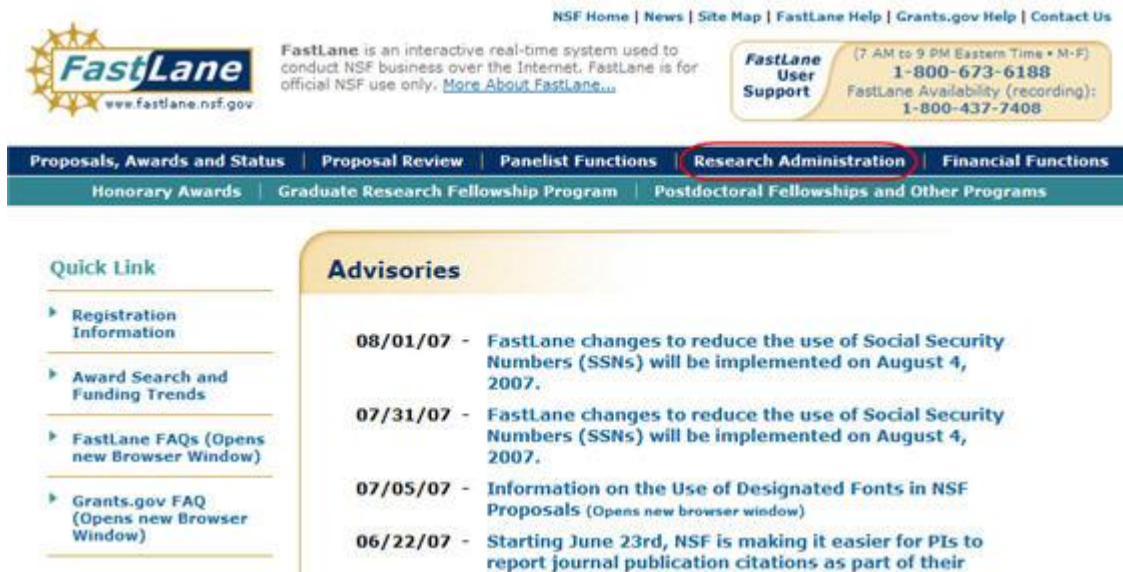 NSF Home | News | Site Map | FastLane Help | Grants.gov Help | Contact Us
FastLane
www.fastlane.nsf.gov
FastLane is an interactive real-time system used to
conduct NSF business over the Internet. FastLane is for
official NSF use only. More About FastLane...
FastLane
User
Support
(7 AM to 9 PM Eastern Time • M-F)
1-800-673-6188
FastLane Availability (recording):
1-800-437-7408
Proposals, Awards and Status | Proposal Review | Panelist Functions | Research Administration | Financial Functions
Honorary Awards | Graduate Research Fellowship Program | Postdoctoral Fellowships and Other Programs
Quick Link
Registration
Information
Award Search and
Funding Trends
FastLane FAQs (Opens
new Browser Window)
Grants.gov FAQ
(Opens new Browser
Window)
Advisories
08/01/07 - FastLane changes to reduce the use of Social Security
Numbers (SSNs) will be implemented on August 4,
2007.
07/31/07 - FastLane changes to reduce the use of Social Security
Numbers (SSNs) will be implemented on August 4,
2007.
07/05/07 - Information on the Use of Designated Fonts in NSF
Proposals (Opens new browser window)
06/22/07 - Starting June 23rd, NSF is making it easier for PIs to
report journal publication citations as part of their